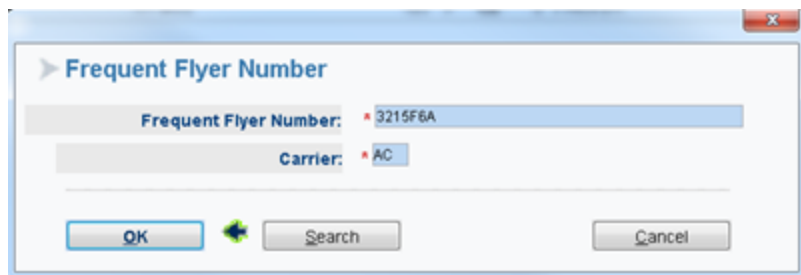 Frequent Flyer Number
Frequent Flyer Number: * 3215F6A
Carrier: * AC
OK Search Cancel